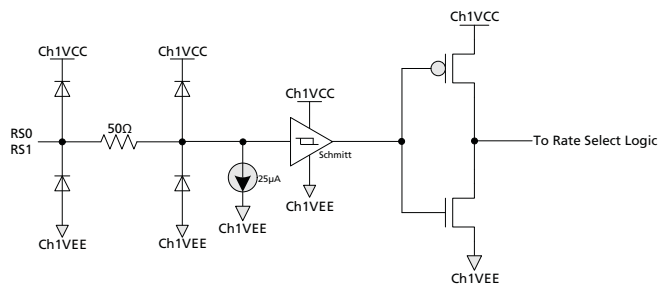 Ch1VCC
Ch1VCC
Ch1VCC
Ch1VCC
RS0
RS1
50Ω
Schmitt
To Rate Select Logic
25µA
Ch1VEE
Ch1VEE
Ch1VEE
Ch1VEE
Ch1VEE